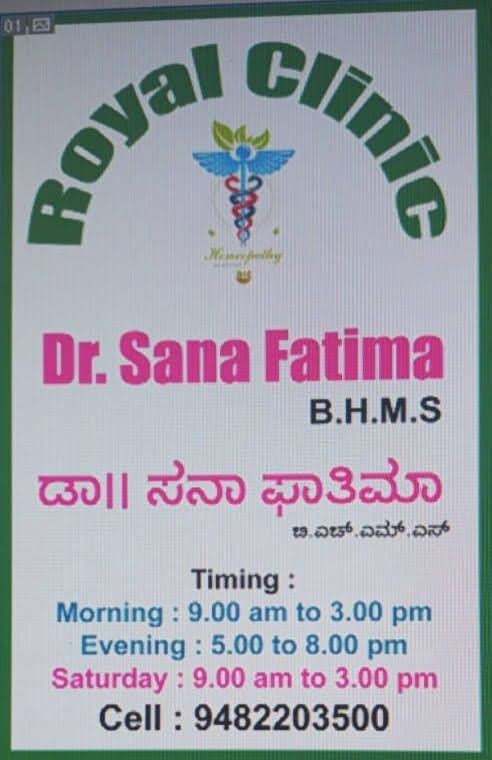 01,
Royal Clinic
Homeopathy
Dr. Sana Fatima
B.H.M.S
ಡಾ|| ಸನಾ ಫಾತಿಮಾ
ಬಿ.ಎಚ್.ಎಮ್.ಎಸ್
Timing :
Morning : 9.00 am to 3.00 pm
Evening : 5.00 to 8.00 pm
Saturday : 9.00 am to 3.00 pm
Cell : 9482203500